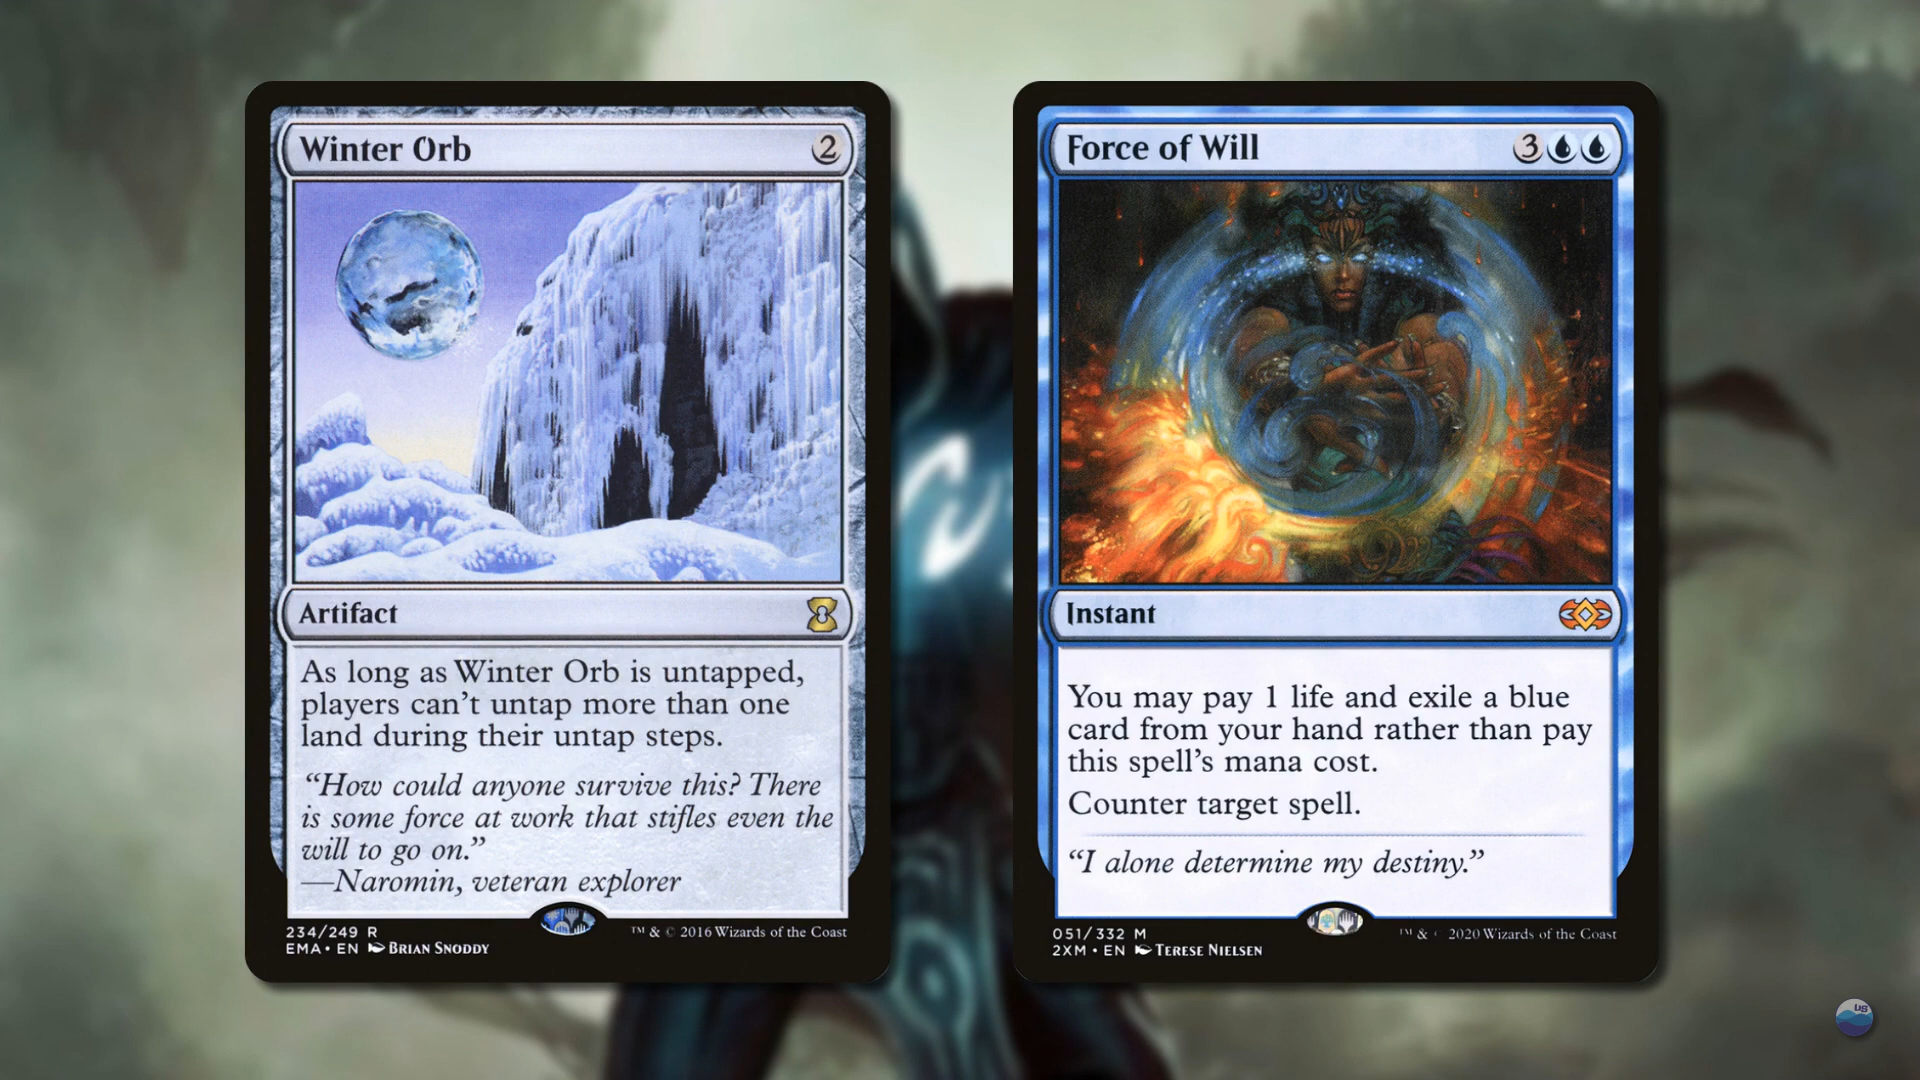 Winter Orb
2
Artifact
As long as Winter Orb is untapped,
players can't untap more than one
land during their untap steps.
“How could anyone survive this? There
is some force at work that stifles even the
will to go on.”
—Naromin, veteran explorer
234/249 R
EMA • EN BRIAN SNODDY
™ & © 2016 Wizards of the Coast
Force of Will
3
Instant
You may pay 1 life and exile a blue
card from your hand rather than pay
this spell's mana cost.
Counter target spell.
“I alone determine my destiny.”
051/332 M
2XM • EN TERESE NIELSEN
™ & © 2020 Wizards of the Coast
us